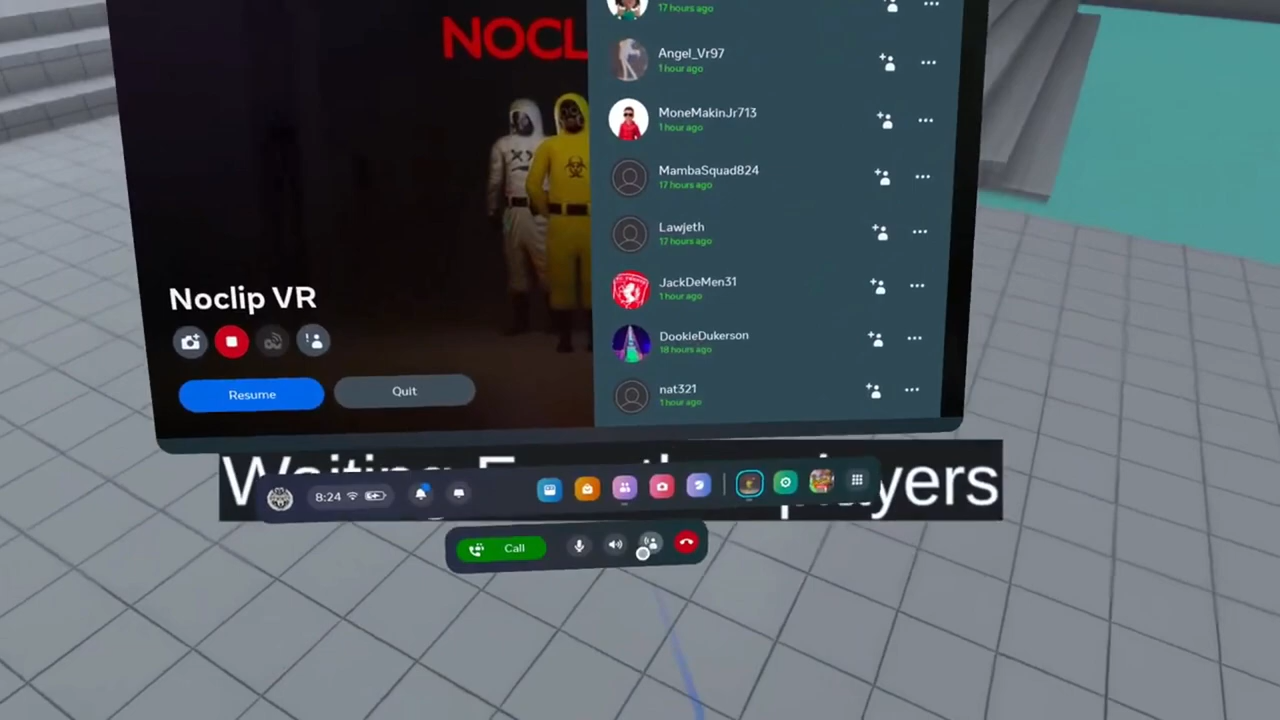 NOCL
17 hours ago
Angel_Vr97
1 hour ago
MoneMakinJr713
1 hour ago
MambaSquad824
17 hours ago
Lawjeth
17 hours ago
JackDeMen31
1 hour ago
DookieDukerson
18 hours ago
nat321
1 hour ago
Noclip VR
Resume
Quit
Waiting
8:24
Call